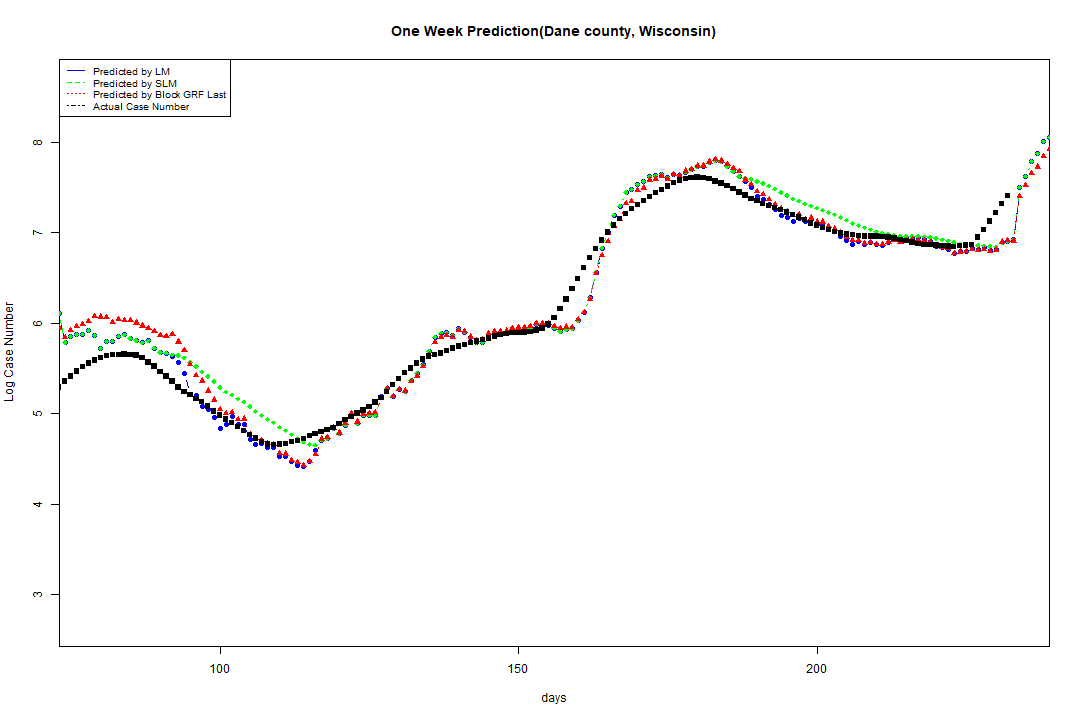 One Week Prediction(Dane county, Wisconsin)
Predicted by LM
Predicted by SLM
Predicted by Block GRF Last
Actual Case Number
8
7
6
5
4
3
Log Case Number
100 150 200
days